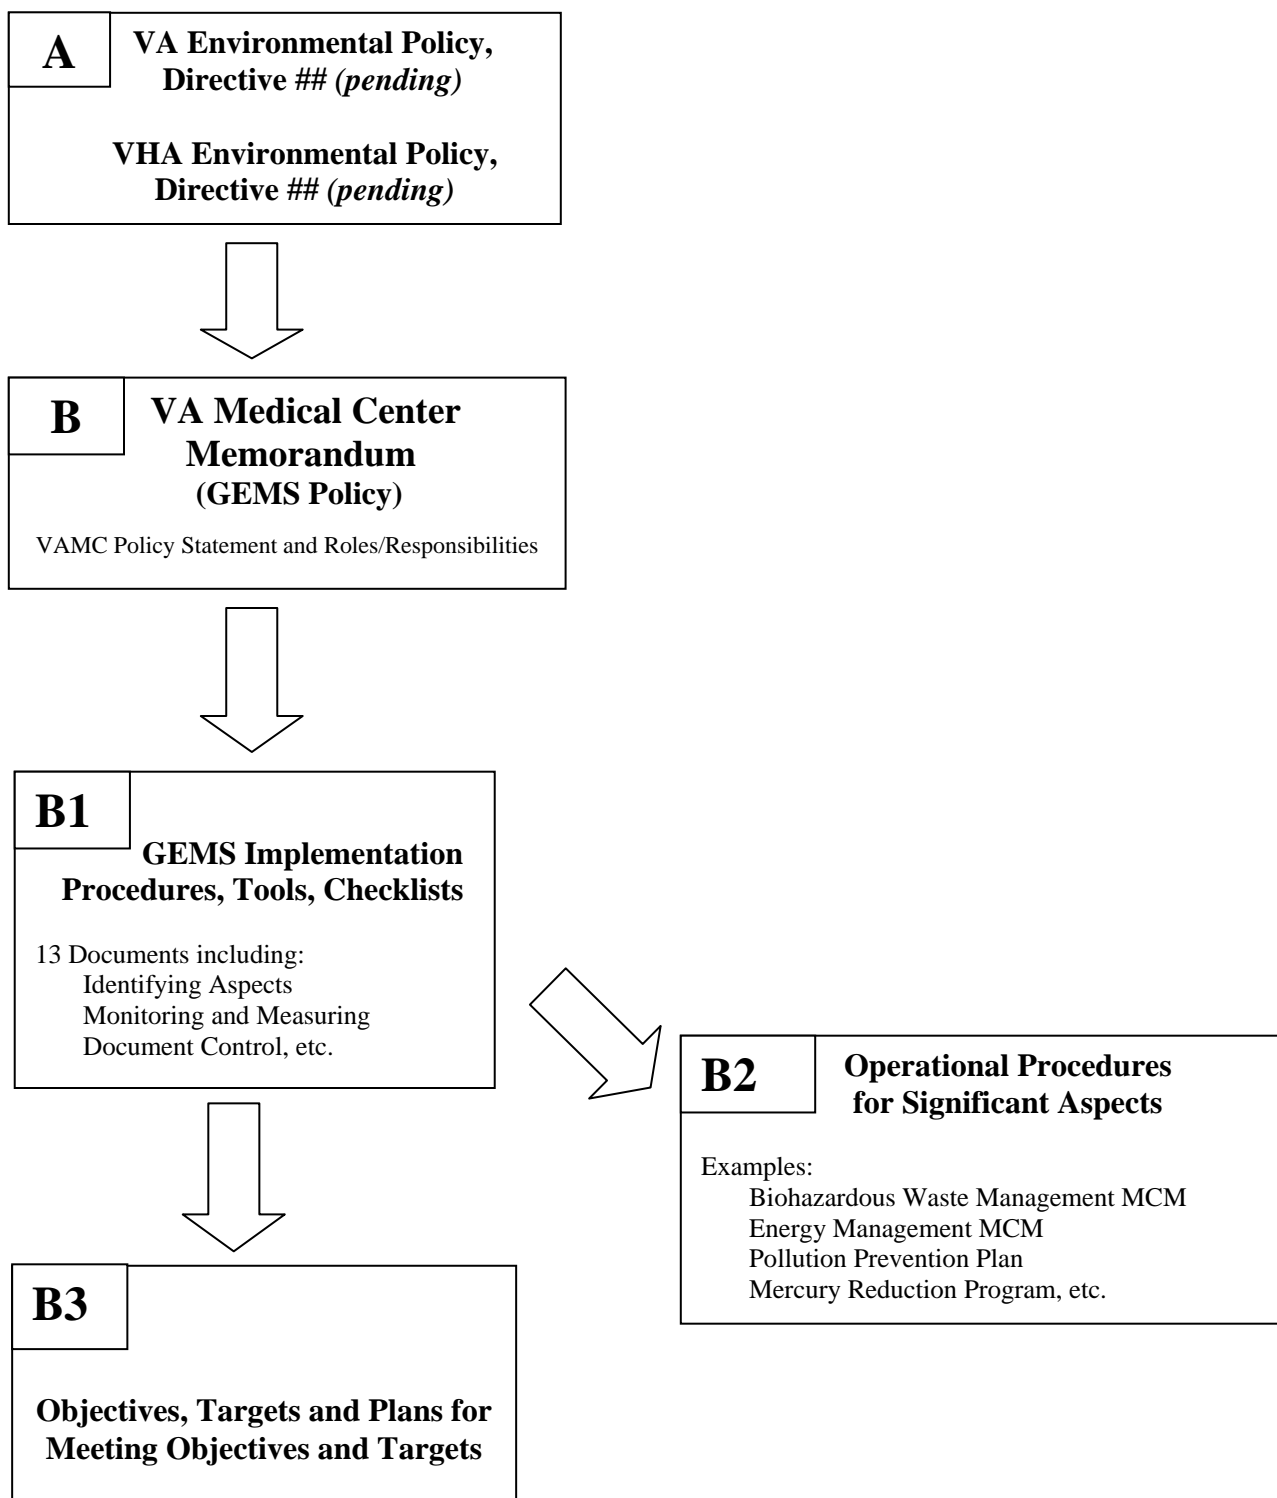 A
VA Environmental Policy,
Directive ## (pending)
VHA Environmental Policy,
Directive ## (pending)
B
VA Medical Center
Memorandum
(GEMS Policy)
VAMC Policy Statement and Roles/Responsibilities
B1
GEMS Implementation
Procedures, Tools, Checklists
13 Documents including:
Identifying Aspects
Monitoring and Measuring
Document Control, etc.
B2
Operational Procedures
for Significant Aspects
Examples:
Biohazardous Waste Management MCM
Energy Management MCM
Pollution Prevention Plan
Mercury Reduction Program, etc.
B3
Objectives, Targets and Plans for
Meeting Objectives and Targets